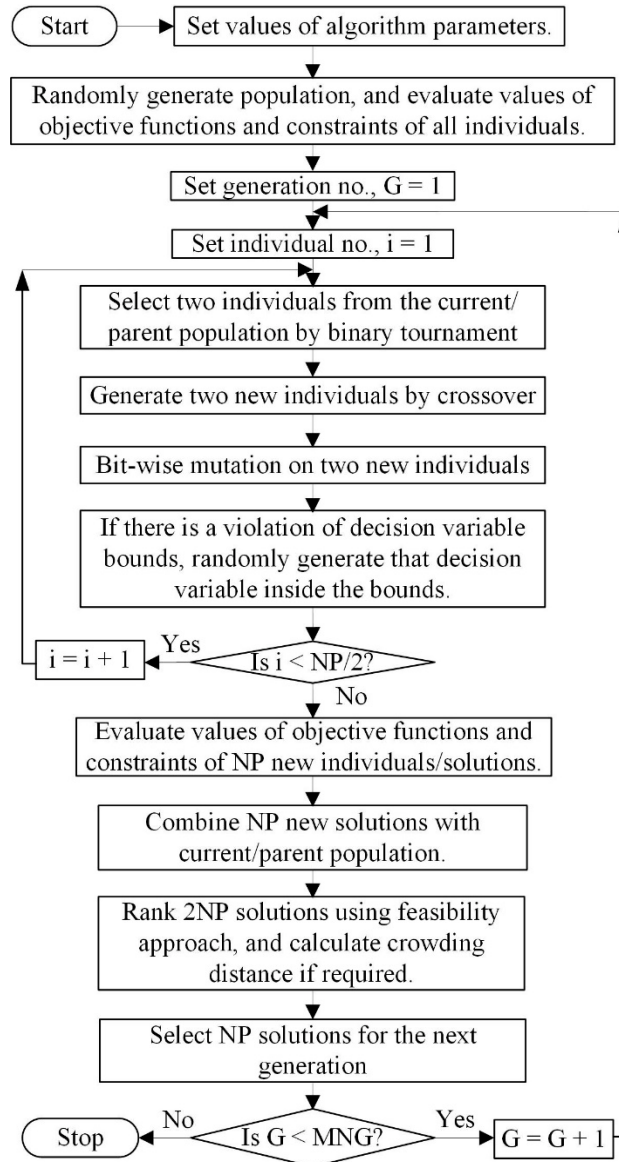 Start
Set values of algorithm parameters.
Randomly generate population, and evaluate values of
objective functions and constraints of all individuals.
Set generation no., G = 1
Set individual no., i = 1
Select two individuals from the current/
parent population by binary tournament
Generate two new individuals by crossover
Bit-wise mutation on two new individuals
If there is a violation of decision variable
bounds, randomly generate that decision
variable inside the bounds.
i = i + 1
Yes
Is i < NP/2?
No
Evaluate values of objective functions and
constraints of NP new individuals/solutions.
Combine NP new solutions with
current/parent population.
Rank 2NP solutions using feasibility
approach, and calculate crowding
distance if required.
Select NP solutions for the next
generation
Stop
No
Is G < MNG?
Yes
G = G + 1